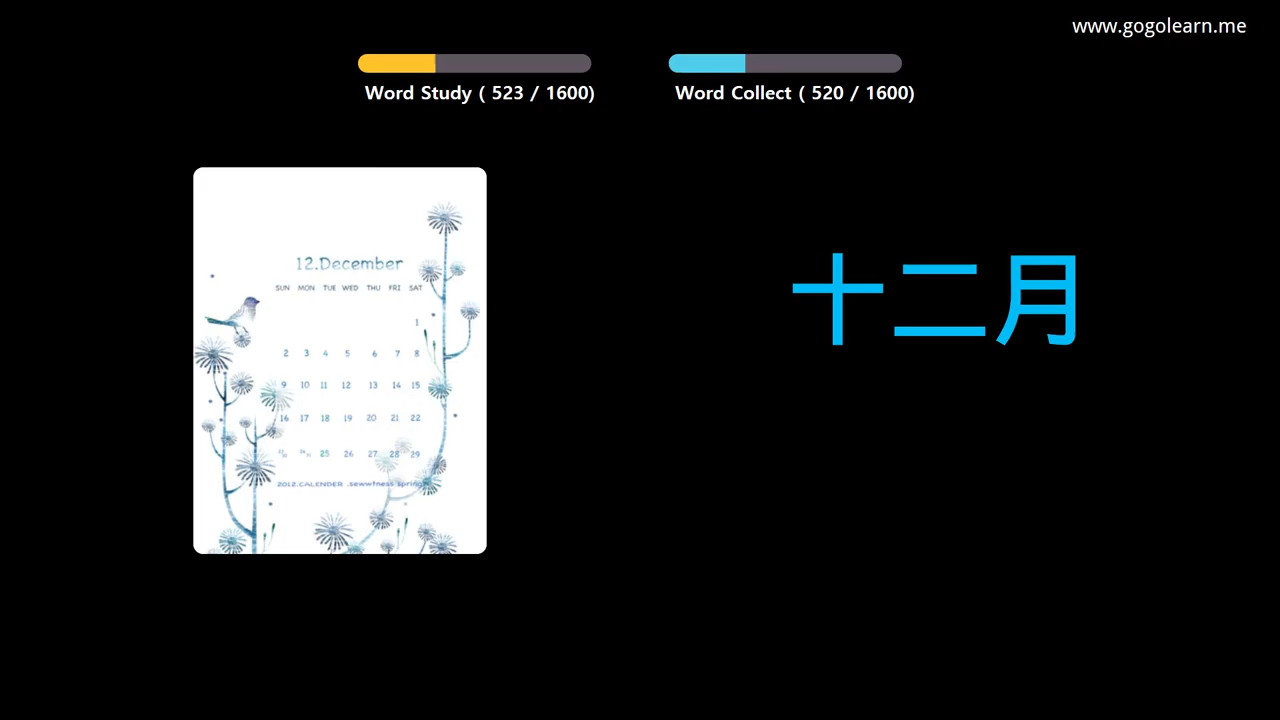 www.gogolearn.me
Word Study ( 523 / 1600)
Word Collect ( 520 / 1600)
12.December
SUN MON TUE WED THU FRI SAT
1
2 3 4 5 6 7 8
9 10 11 12 13 14 15
16 17 18 19 20 21 22
25 26 27 28 29
2012.CALENDER .sewwtness spring
十二月